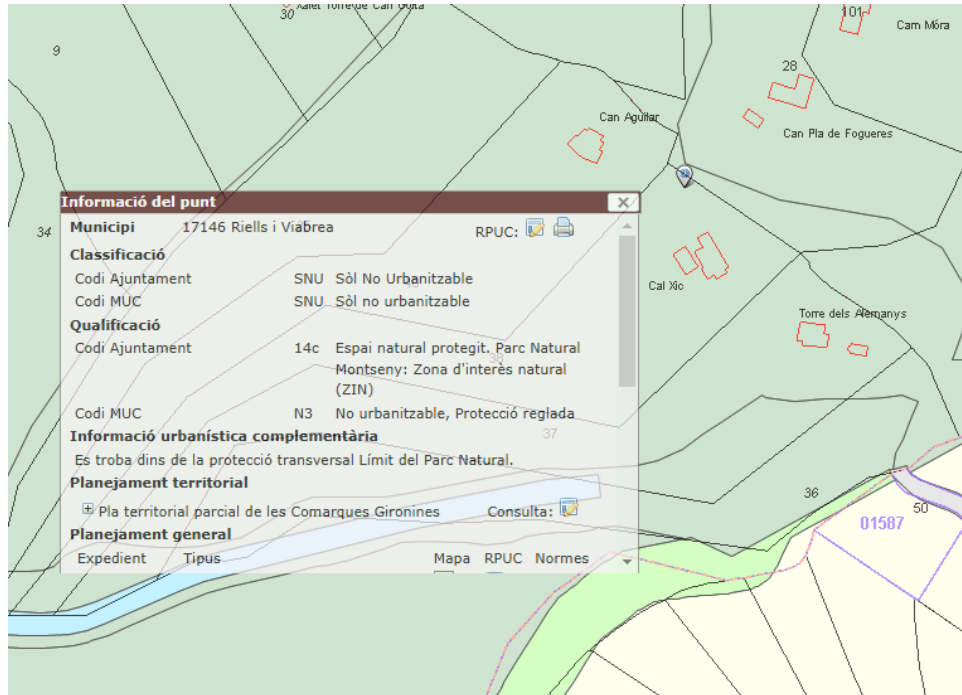 30
Xalet Torre de Can Goita
101
Cam Móra
9
28
Can Aguilar
Can Pla de Fogueres
Informació del punt
34
Municipi 17146 Riells i Viabrea RPUC:
Classificació
Codi Ajuntament SNU Sòl No Urbanitzable
Codi MUC SNU Sòl no urbanitzable
Cal Xic
Qualificació
Torre dels Alemanys
Codi Ajuntament 14c Espai natural protegit. Parc Natural
Montseny: Zona d'interès natural
38
(ZIN)
Codi MUC N3 No urbanitzable, Protecció reglada
Informació urbanística complementària
37
Es troba dins de la protecció transversal Límit del Parc Natural.
Planejament territorial
Pla territorial parcial de les Comarques Gironines Consulta:
36
50
01587
Planejament general
Expedient Tipus Mapa RPUC Normes